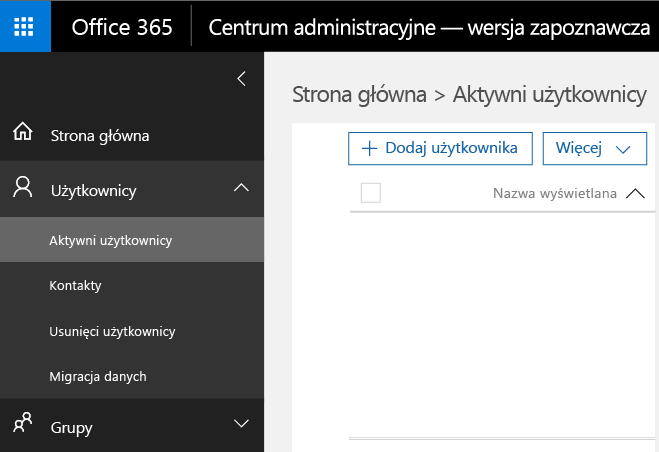 Office 365 Centrum administracyjne — wersja zapoznawcza
Strona główna > Aktywni użytkownicy
Strona główna
Dodaj użytkownika Więcej
Użytkownicy
Nazwa wyświetlana
Aktywni użytkownicy
Kontakty
Usunięci użytkownicy
Migracja danych
Grupy